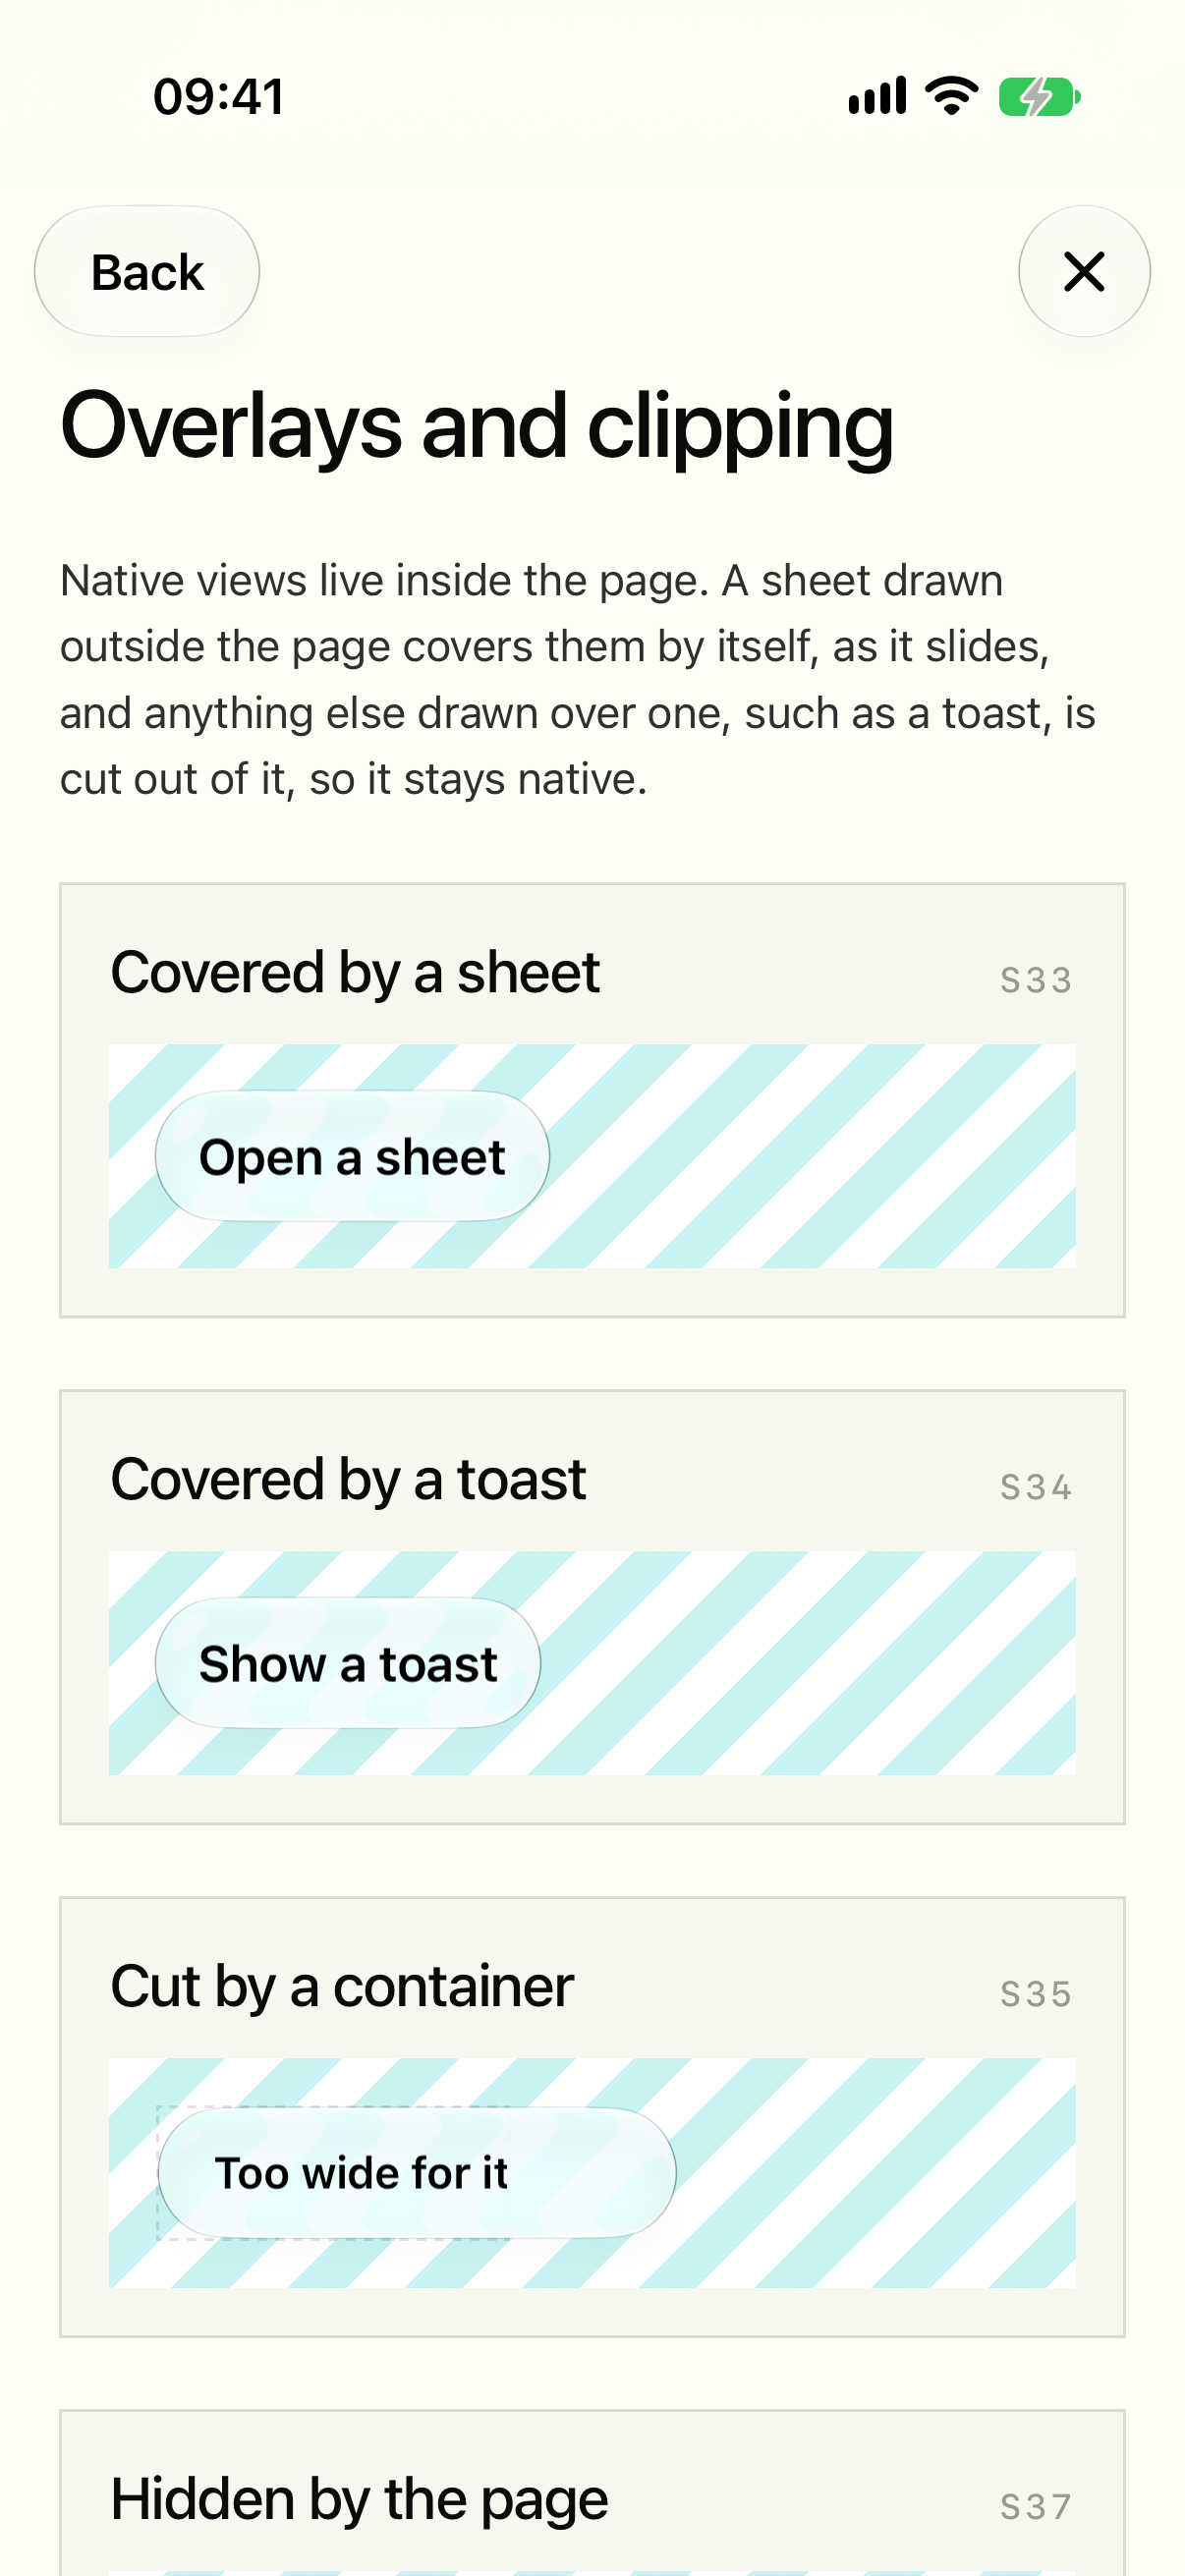 09:41
Back
Overlays and clipping
Native views live inside the page. A sheet drawn
outside the page covers them by itself, as it slides,
and anything else drawn over one, such as a toast, is
cut out of it, so it stays native.
Covered by a sheet S33
Open a sheet
Covered by a toast S34
Show a toast
Cut by a container S35
Too wide for it
Hidden by the page S37